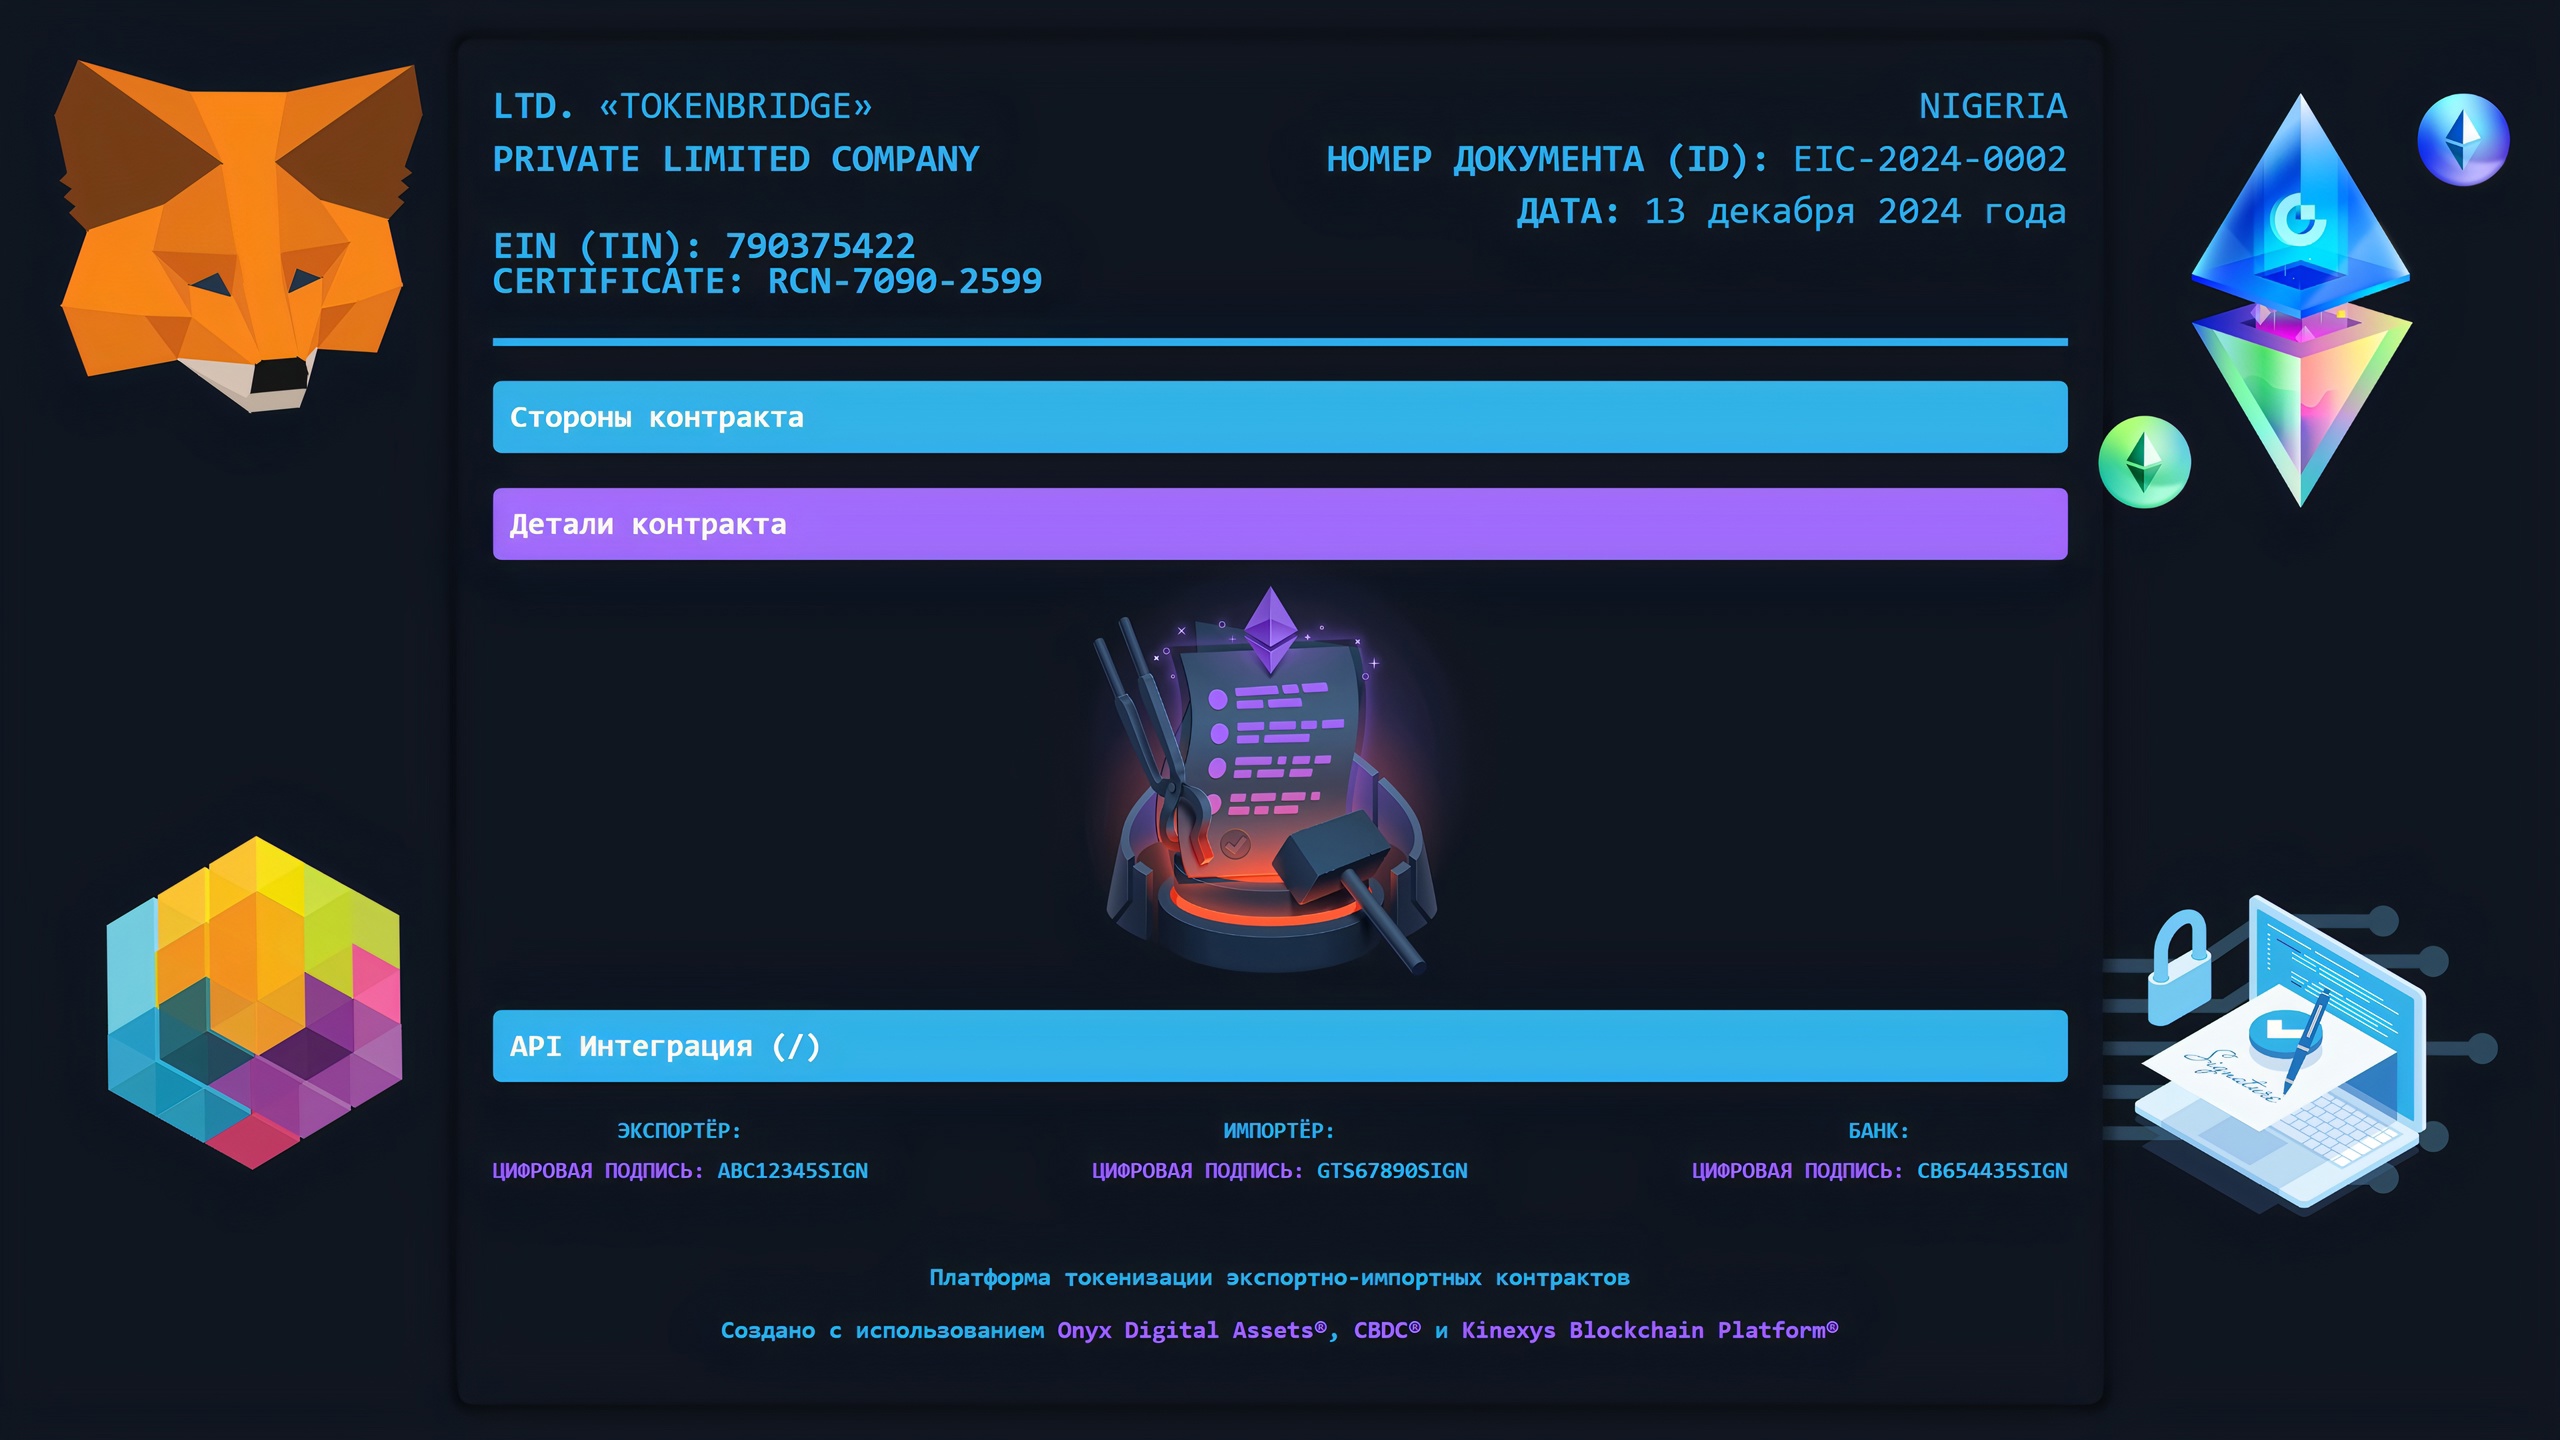 LTD. «TOKENBRIDGE»
PRIVATE LIMITED COMPANY
EIN (TIN): 790375422
CERTIFICATE: RCN-7090-2599
NIGERIA
НОМЕР ДОКУМЕНТА (ID): EIC-2024-0002
ДАТА: 13 декабря 2024 года
Стороны контракта
Детали контракта
API Интеграция (/)
ЭКСПОРТЁР:
ЦИФРОВАЯ ПОДПИСЬ: ABC12345SIGN
ИМПОРТЁР:
ЦИФРОВАЯ ПОДПИСЬ: GTS67890SIGN
БАНК:
ЦИФРОВАЯ ПОДПИСЬ: CB654435SIGN
Signature
Платформа токенизации экспортно-импортных контрактов
Создано с использованием Onyx Digital Assets®, CBDC® и Kinexys Blockchain Platform®